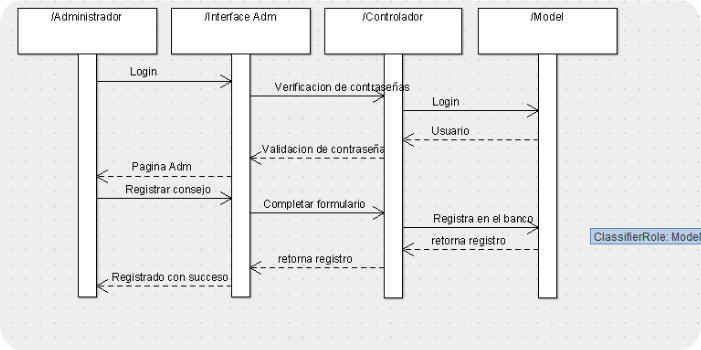 /Administrador
/Interface Adm
/Controlador
/Model
Login
Verificacion de contraseñas
Login
Usuario
Validacion de contraseña
Pagina Adm
Registrar consejo
Completar formulario
Registra en el banco
ClassifierRole: Model
retorna registro
retorna registro
Registrado con succeso